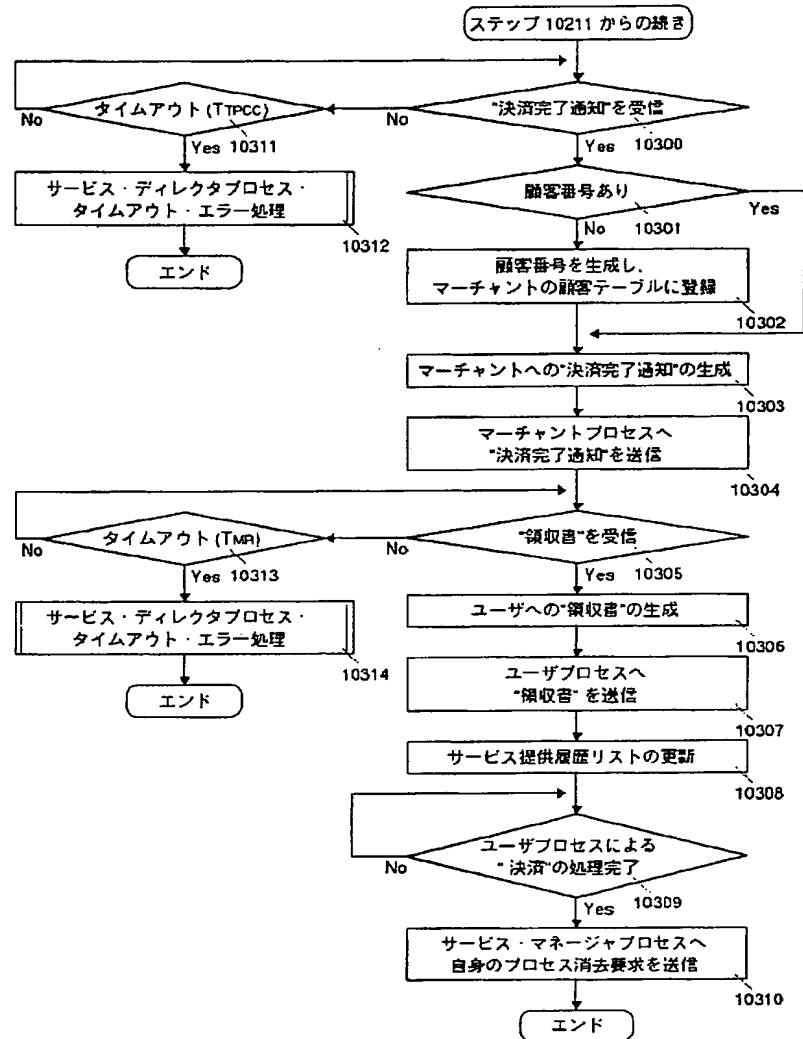 ステップ 10211 からの続き
タイムアウト (TTPCC)
No
Yes
10311
“決済完了通知”を受信
No
10300
Yes
サービス・ディレクタプロセス・
タイムアウト・エラー処理
10312
エンド
顧客番号あり
Yes
10301
No
顧客番号を生成し、
マーチャントの顧客テーブルに登録
10302
マーチャントへの“決済完了通知”の生成
10303
マーチャントプロセスへ
“決済完了通知”を送信
10304
タイムアウト (TMR)
No
Yes
10313
“領収書”を受信
No
Yes
10305
サービス・ディレクタプロセス・
タイムアウト・エラー処理
10314
エンド
ユーザへの“領収書”の生成
10306
ユーザプロセスへ
“領収書” を送信
10307
サービス提供履歴リストの更新
10308
ユーザプロセスによる
“決済”の処理完了
No
10309
Yes
サービス・マネージャプロセスへ
自身のプロセス消去要求を送信
10310
エンド